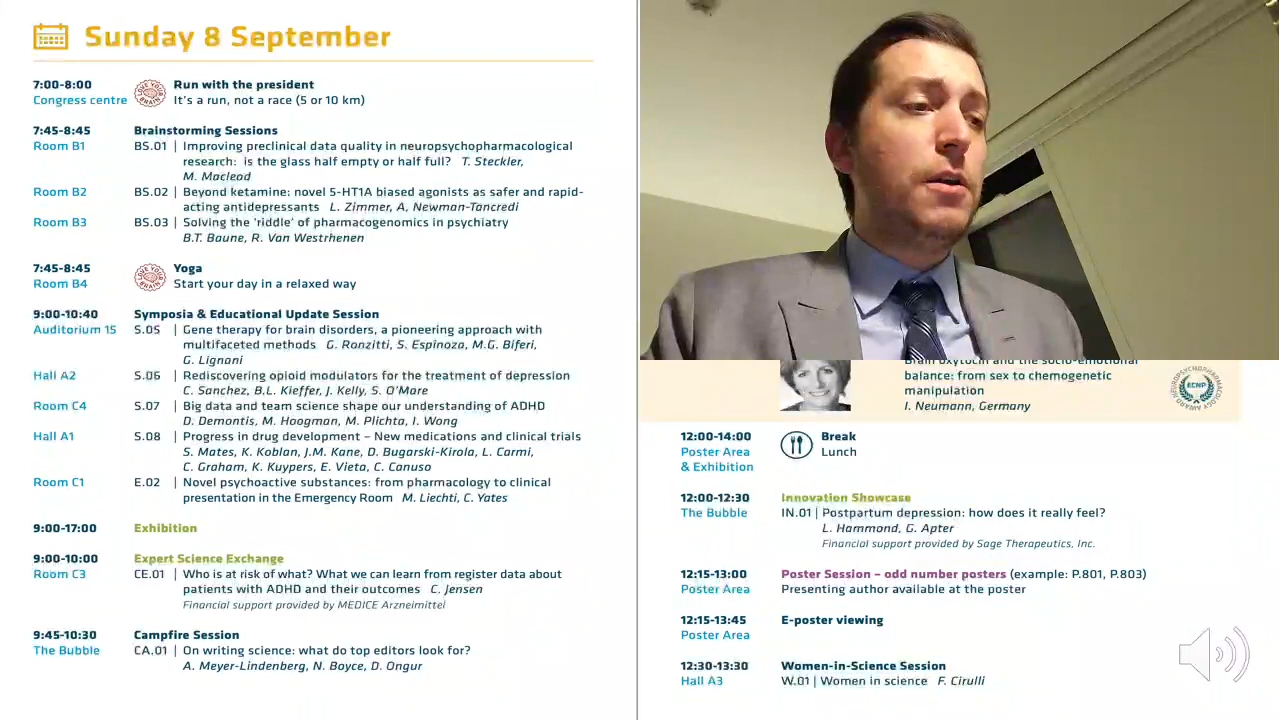 Sunday 8 September
7:00-8:00 Run with the president
Congress centre It's a run, not a race (5 or 10 km)
7:45-8:45 Brainstorming Sessions
Room B1 BS.01 | Improving preclinical data quality in neuropsychopharmacological
research: is the glass half empty or half full? T. Steckler,
M. Macleod
Room B2 BS.02 | Beyond ketamine: novel 5-HT1A biased agonists as safer and rapid-
acting antidepressants L. Zimmer, A, Newman-Tancredi
Room B3 BS.03 | Solving the 'riddle' of pharmacogenomics in psychiatry
B.T. Baune, R. Van Westrhenen
7:45-8:45 Yoga
Room B4 Start your day in a relaxed way
9:00-10:40 Symposia & Educational Update Session
Auditorium 15 S.05 | Gene therapy for brain disorders, a pioneering approach with
multifaceted methods G. Ronzitti, S. Espinoza, M.G. Biferi,
G. Lignani
Hall A2 S.06 | Rediscovering opioid modulators for the treatment of depression
C. Sanchez, B.L. Kieffer, J. Kelly, S. O'Mare
Room C4 S.07 | Big data and team science shape our understanding of ADHD
D. Demontis, M. Hoogman, M. Plichta, I. Wong
Hall A1 S.08 | Progress in drug development – New medications and clinical trials
S. Mates, K. Koblan, J.M. Kane, D. Bugarski-Kirola, L. Carmi,
C. Graham, K. Kuypers, E. Vieta, C. Canuso
Room C1 E.02 | Novel psychoactive substances: from pharmacology to clinical
presentation in the Emergency Room M. Liechti, C. Yates
9:00-17:00 Exhibition
9:00-10:00 Expert Science Exchange
Room C3 CE.01 | Who is at risk of what? What we can learn from register data about
patients with ADHD and their outcomes C. Jensen
Financial support provided by MEDICE Arzneimittel
9:45-10:30 Campfire Session
The Bubble CA.01 | On writing science: what do top editors look for?
A. Meyer-Lindenberg, N. Boyce, D. Ongur
Brain oxytocin and the socio-emotional
balance: from sex to chemogenetic
manipulation
I. Neumann, Germany
ECNP
NEUROPSYCHOPHARMACOLOGY AWARD
12:00-14:00 Break
Poster Area Lunch
& Exhibition
12:00-12:30 Innovation Showcase
The Bubble IN.01 | Postpartum depression: how does it really feel?
L. Hammond, G. Apter
Financial support provided by Sage Therapeutics, Inc.
12:15-13:00 Poster Session – odd number posters (example: P.801, P.803)
Poster Area Presenting author available at the poster
12:15-13:45 E-poster viewing
Poster Area
12:30-13:30 Women-in-Science Session
Hall A3 W.01 | Women in science F. Cirulli